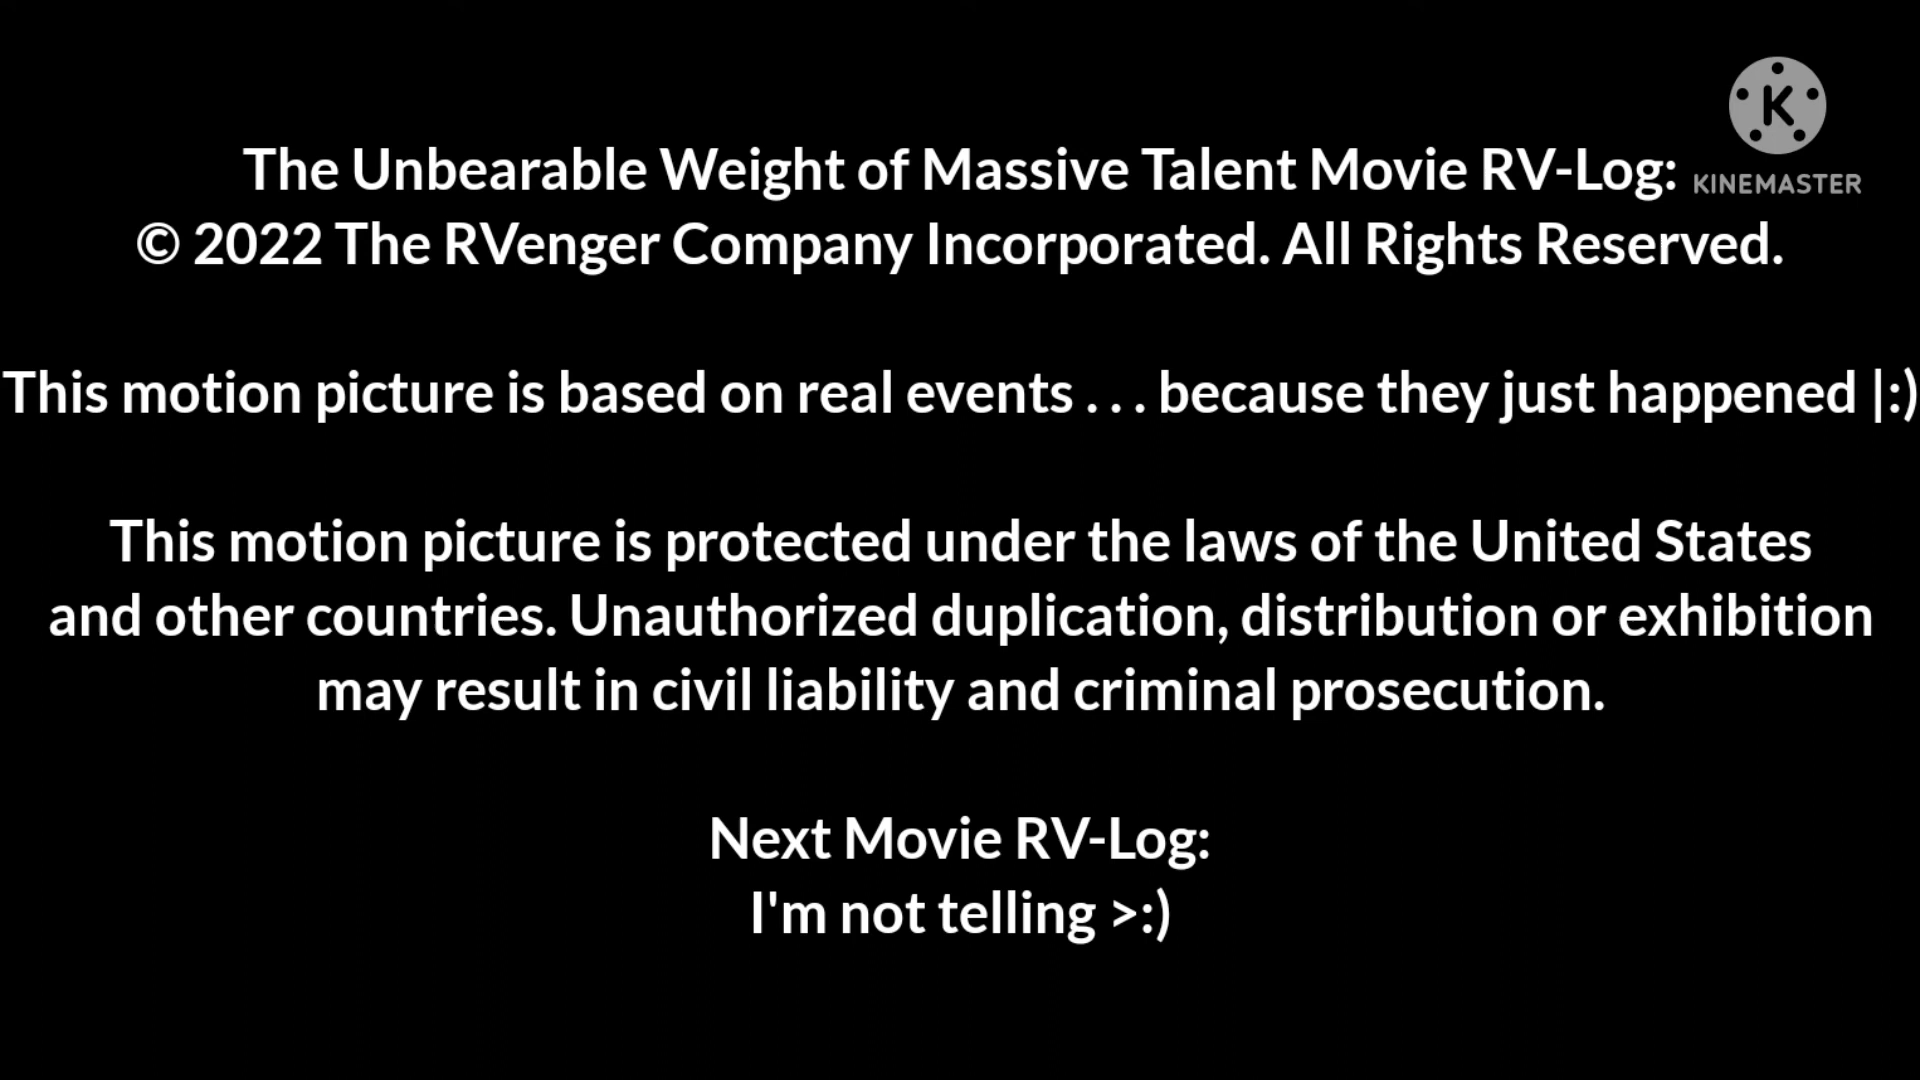 The Unbearable Weight of Massive Talent Movie RV-Log:
© 2022 The RVenger Company Incorporated. All Rights Reserved.
This motion picture is based on real events . . . because they just happened |:)
This motion picture is protected under the laws of the United States
and other countries. Unauthorized duplication, distribution or exhibition
may result in civil liability and criminal prosecution.
Next Movie RV-Log:
I'm not telling >:)
K
KINEMASTER